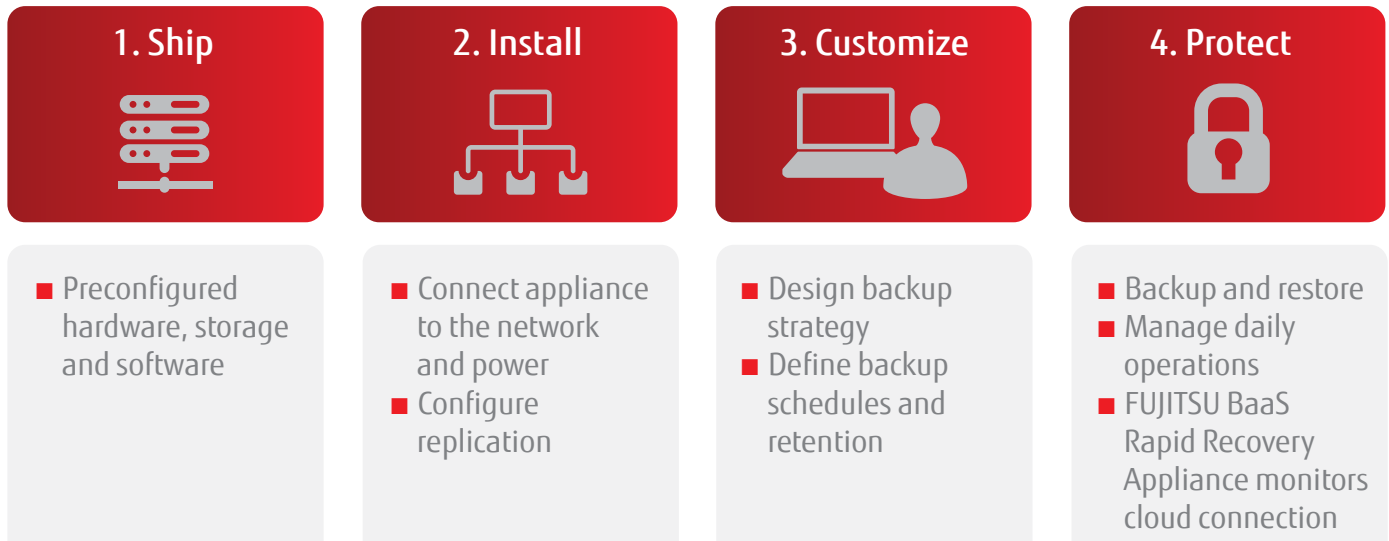 1. Ship
Preconfigured
hardware, storage
and software
2. Install
Connect appliance
to the network
and power
Configure
replication
3. Customize
Design backup
strategy
Define backup
schedules and
retention
4. Protect
Backup and restore
Manage daily
operations
FUJITSU BaaS
Rapid Recovery
Appliance monitors
cloud connection